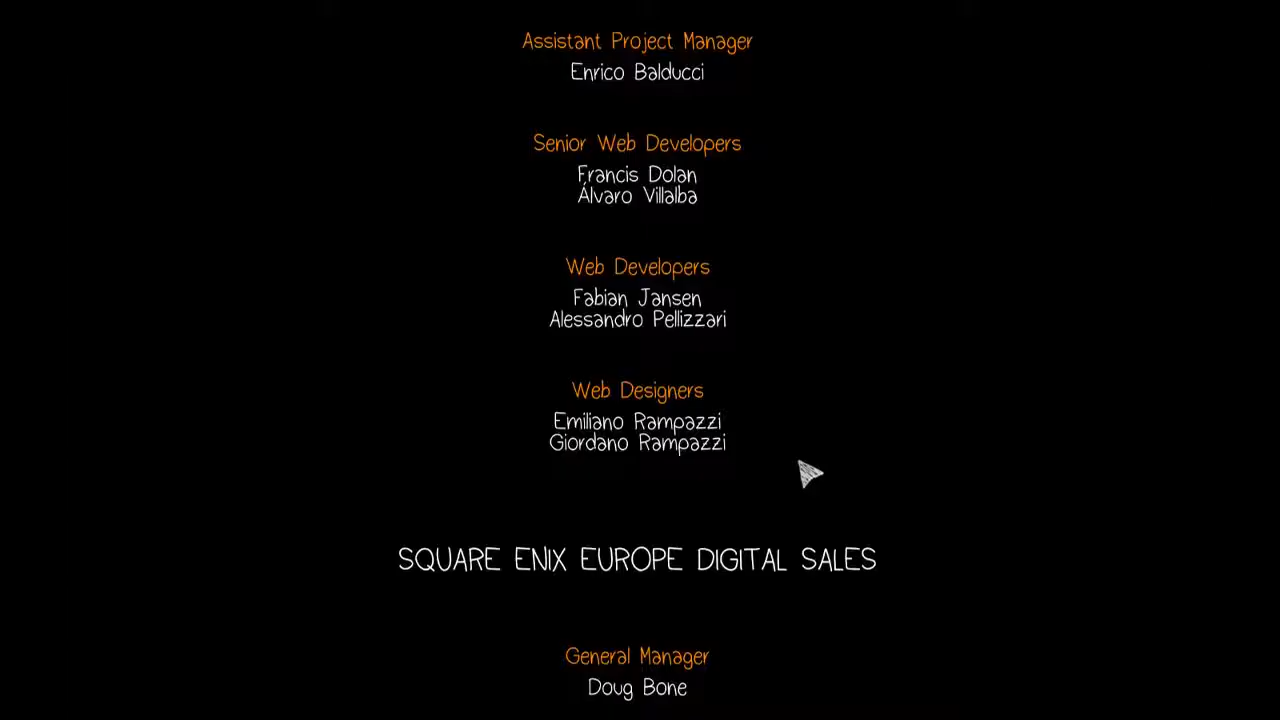 Assistant Project Manager
Enrico Balducci
Senior Web Developers
Francis Dolan
Álvaro Villalba
Web Developers
Fabian Jansen
Alessandro Pellizzari
Web Designers
Emiliano Rampazzi
Giordano Rampazzi
SQUARE ENIX EUROPE DIGITAL SALES
General Manager
Doug Bone